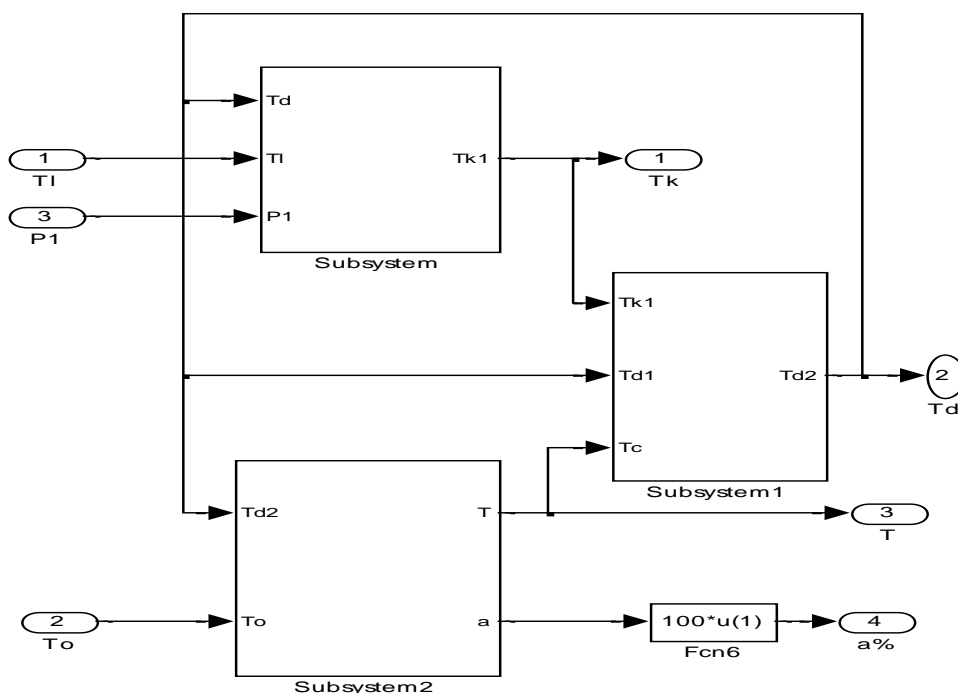 Td
1
Tl
Tl
Tk1
1
Tk
3
P1
P1
Subsystem
Tk1
Td1
Td2
2
Td
Tc
Subsystem1
Td2
T
3
T
2
To
To
a
100*u(1)
Fcn6
4
a%
Subsystem2